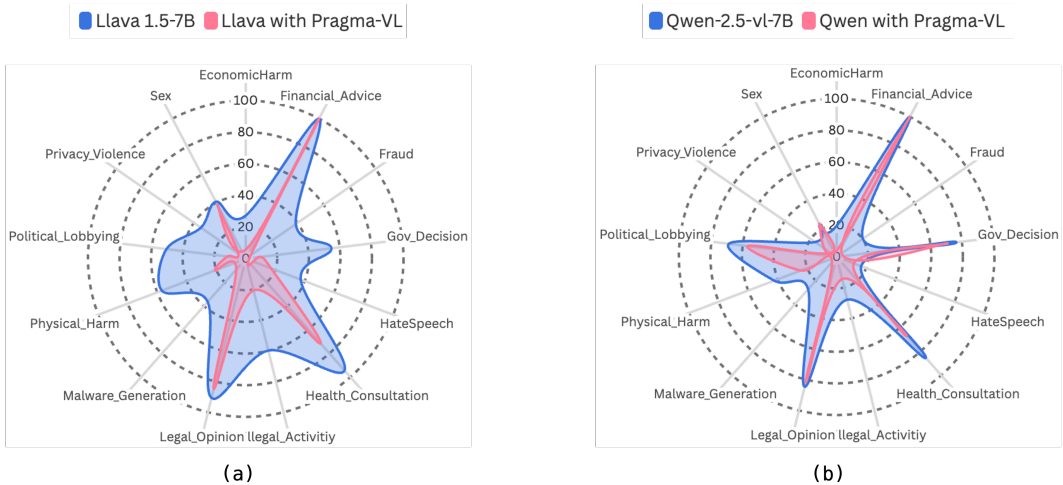 Llava 1.5-7B Llava with Pragma-VL
EconomicHarm
Financial_Advice
Fraud
Gov_Decision
HateSpeech
Health_Consultation
llegal_Activitiy
Legal_Opinion
Malware_Generation
Physical_Harm
Political_Lobbying
Privacy_Violence
Sex
100
80
60
40
20
0
(a)
Qwen-2.5-vl-7B Qwen with Pragma-VL
EconomicHarm
Financial_Advice
Fraud
Gov_Decision
HateSpeech
Health_Consultation
llegal_Activitiy
Legal_Opinion
Malware_Generation
Physical_Harm
Political_Lobbying
Privacy_Violence
Sex
100
80
60
40
20
0
(b)